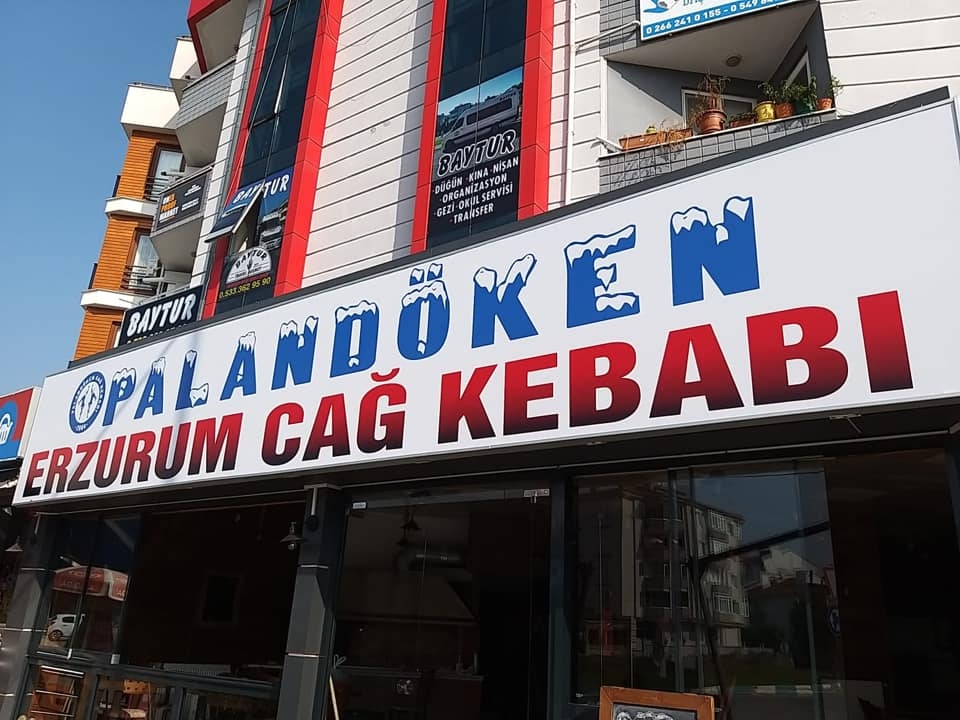 0 266 241 0 155 - 0 549 84
BAYTUR
·DÜĞÜN ·KINA ·NİŞAN
·ORGANİZASYON
·GEZİ ·OKUL SERVİSİ
·TRANSFER
BAYTUR
BAYTUR
0.533.362 95 90
BAYTUR
PALANDÖKEN
ERZURUM CAĞ KEBABI